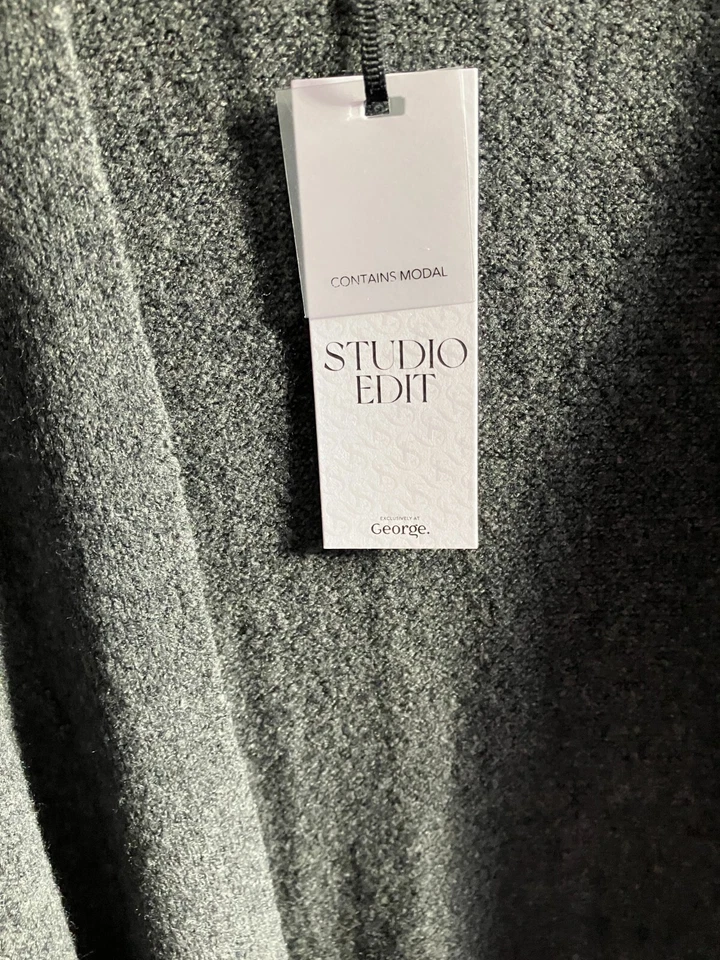 CONTAINS MODAL
STUDIO
EDIT
EXCLUSIVELY AT
George.